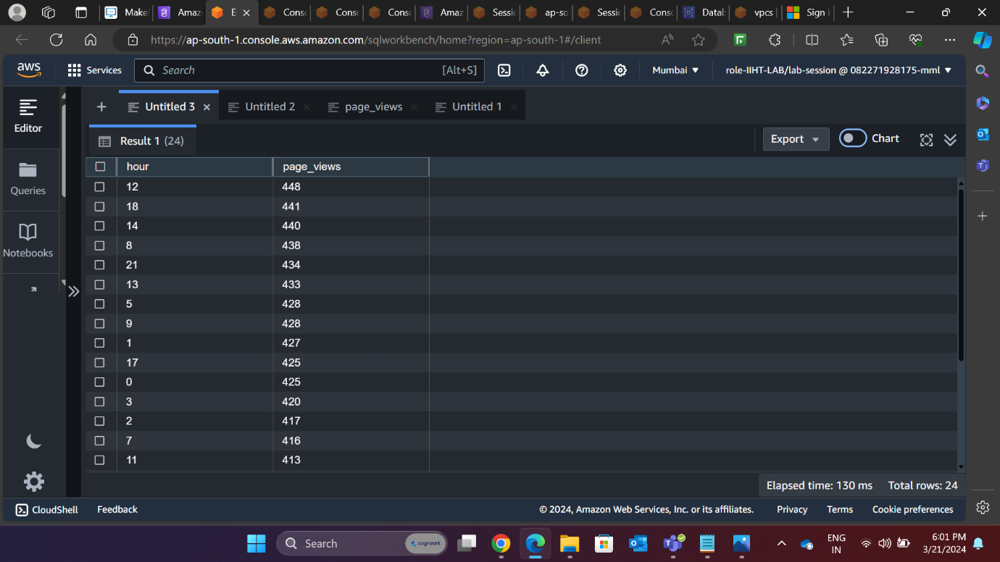 Make
Amaz
E
Conso
Cons
Cons
Amaz
Sessio
ap-so
Sessio
Conso
Datab
vpcs |
Sign i
https://ap-south-1.console.aws.amazon.com/sqlworkbench/home?region=ap-south-1#/client
aws
Services
Search
[Alt+S]
Mumbai
role-IIHT-LAB/lab-session @ 082271928175-mml
Editor
Queries
Notebooks
Untitled 3
Untitled 2
page_views
Untitled 1
Result 1 (24)
Export
Chart
hour page_views
12 448
18 441
14 440
8 438
21 434
13 433
5 428
9 428
1 427
17 425
0 425
3 420
2 417
7 416
11 413
Elapsed time: 130 ms Total rows: 24
CloudShell Feedback © 2024, Amazon Web Services, Inc. or its affiliates. Privacy Terms Cookie preferences
Search
cognizant
ENG
IN
6:01 PM
3/21/2024